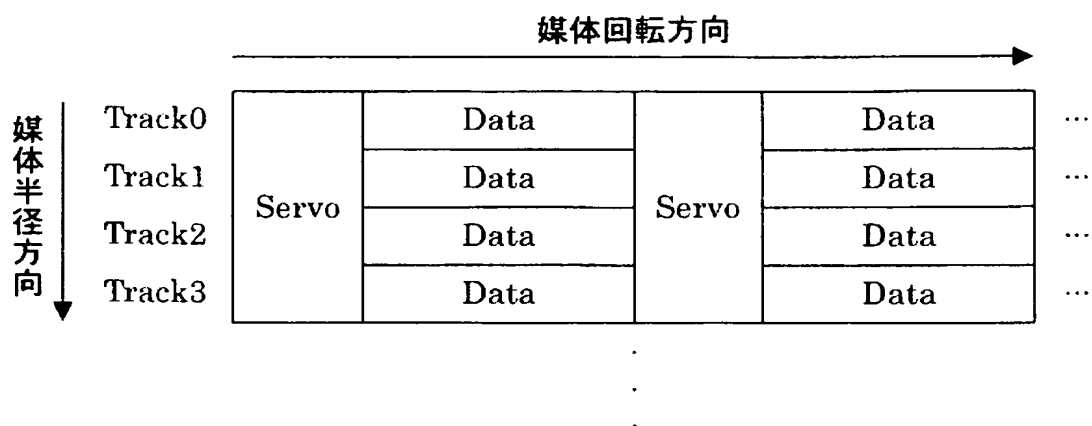 媒体回転方向
媒体半径方向
Track0 Data Data …
Track1 Data Data …
Servo Servo
Track2 Data Data …
Track3 Data Data …